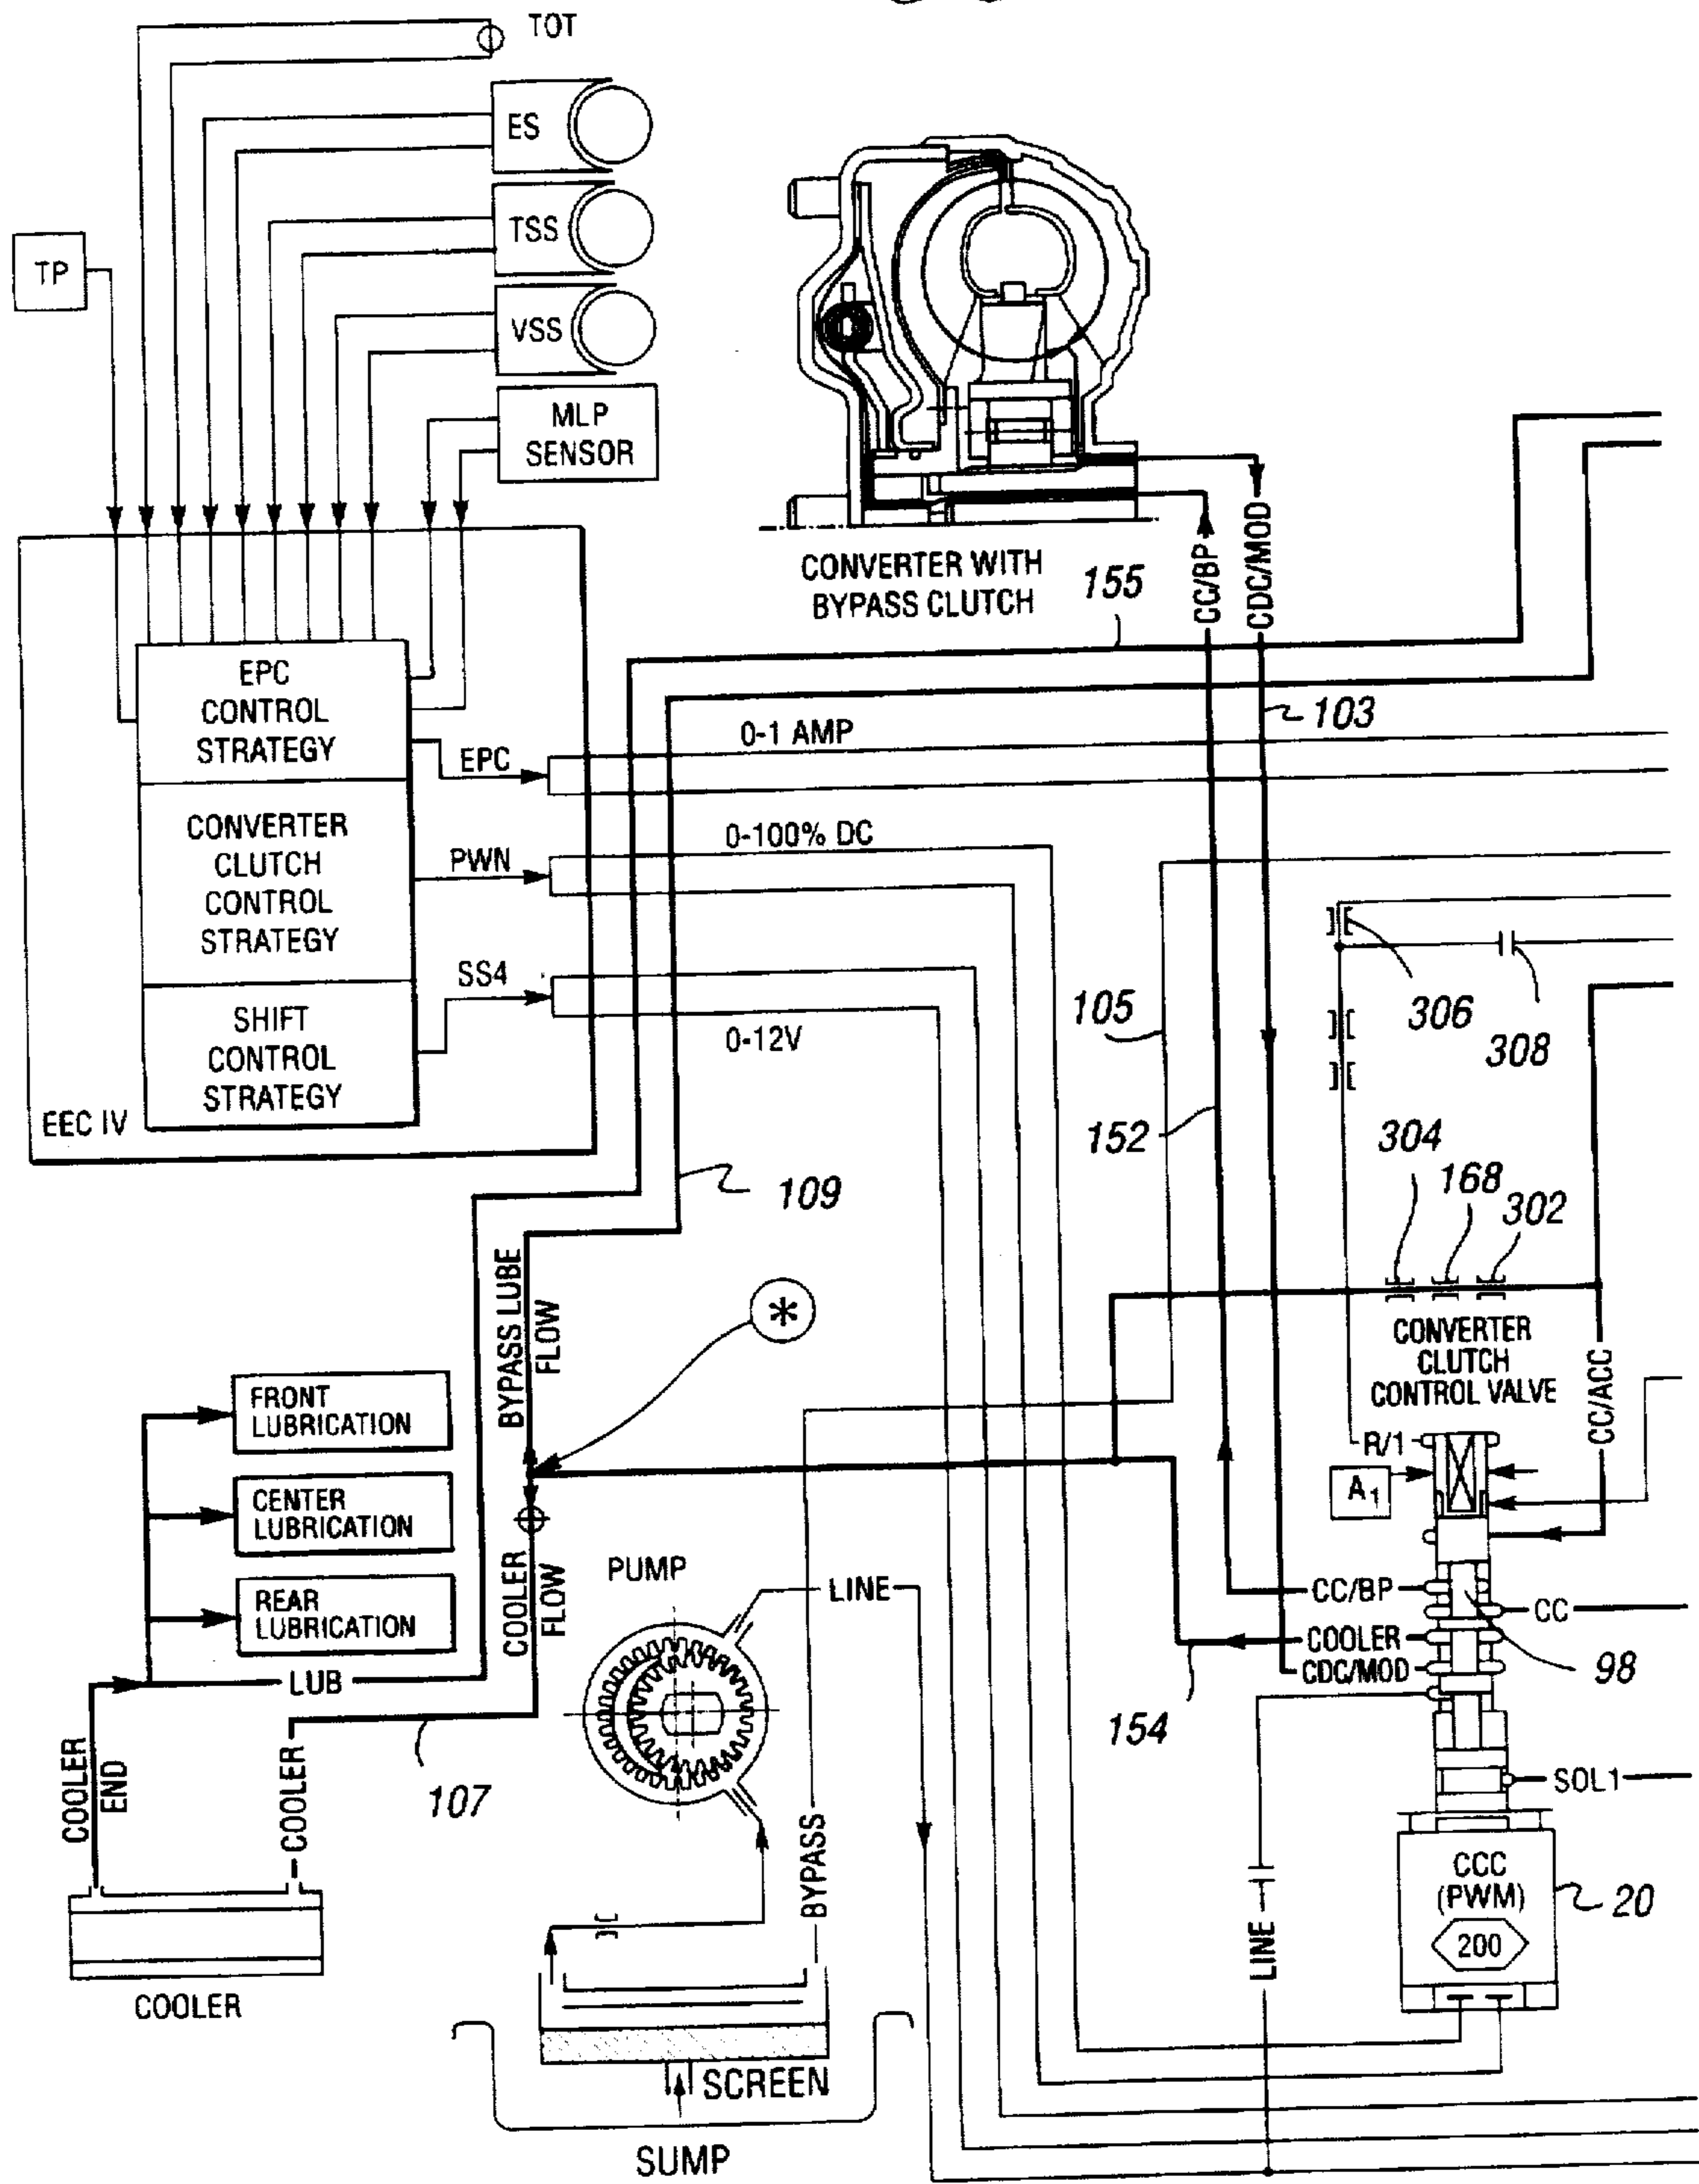 TOT
ES
TSS
TP
VSS
MLP
SENSOR
CONVERTER WITH
BYPASS CLUTCH
155
CC/BP
CDC/MOD
EPC
CONTROL
STRATEGY
EPC
0-1 AMP
103
CONVERTER
CLUTCH
CONTROL
STRATEGY
PWN
0-100% DC
SS4
0-12V
SHIFT
CONTROL
STRATEGY
EEC IV
105
306
308
152
304
168
302
109
BYPASS LUBE
FLOW
*
CONVERTER
CLUTCH
CONTROL VALVE
CC/ACC
FRONT
LUBRICATION
CENTER
LUBRICATION
REAR
LUBRICATION
R/1
A1
COOLER
FLOW
PUMP
LINE
CC/BP
CC
COOLER
CDC/MOD
98
LUB
154
107
COOLER
END
COOLER
SOL1
BYPASS
CCC
(PWM)
200
20
LINE
COOLER
SCREEN
SUMP